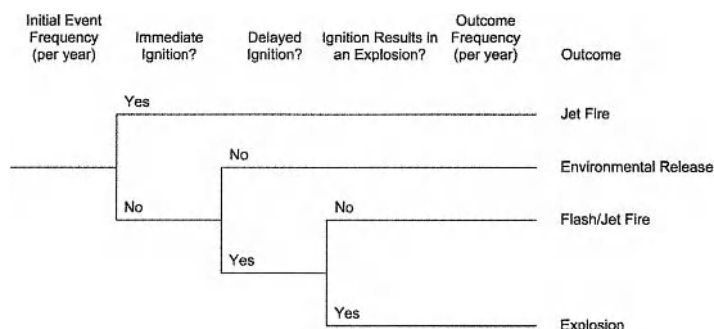 Initial Event
Frequency
(per year)
Immediate
Ignition?
Delayed
Ignition?
Ignition Results in
an Explosion?
Outcome
Frequency
(per year)
Outcome
Yes
Jet Fire
No
Environmental Release
No
No
Flash/Jet Fire
Yes
Yes
Explosion